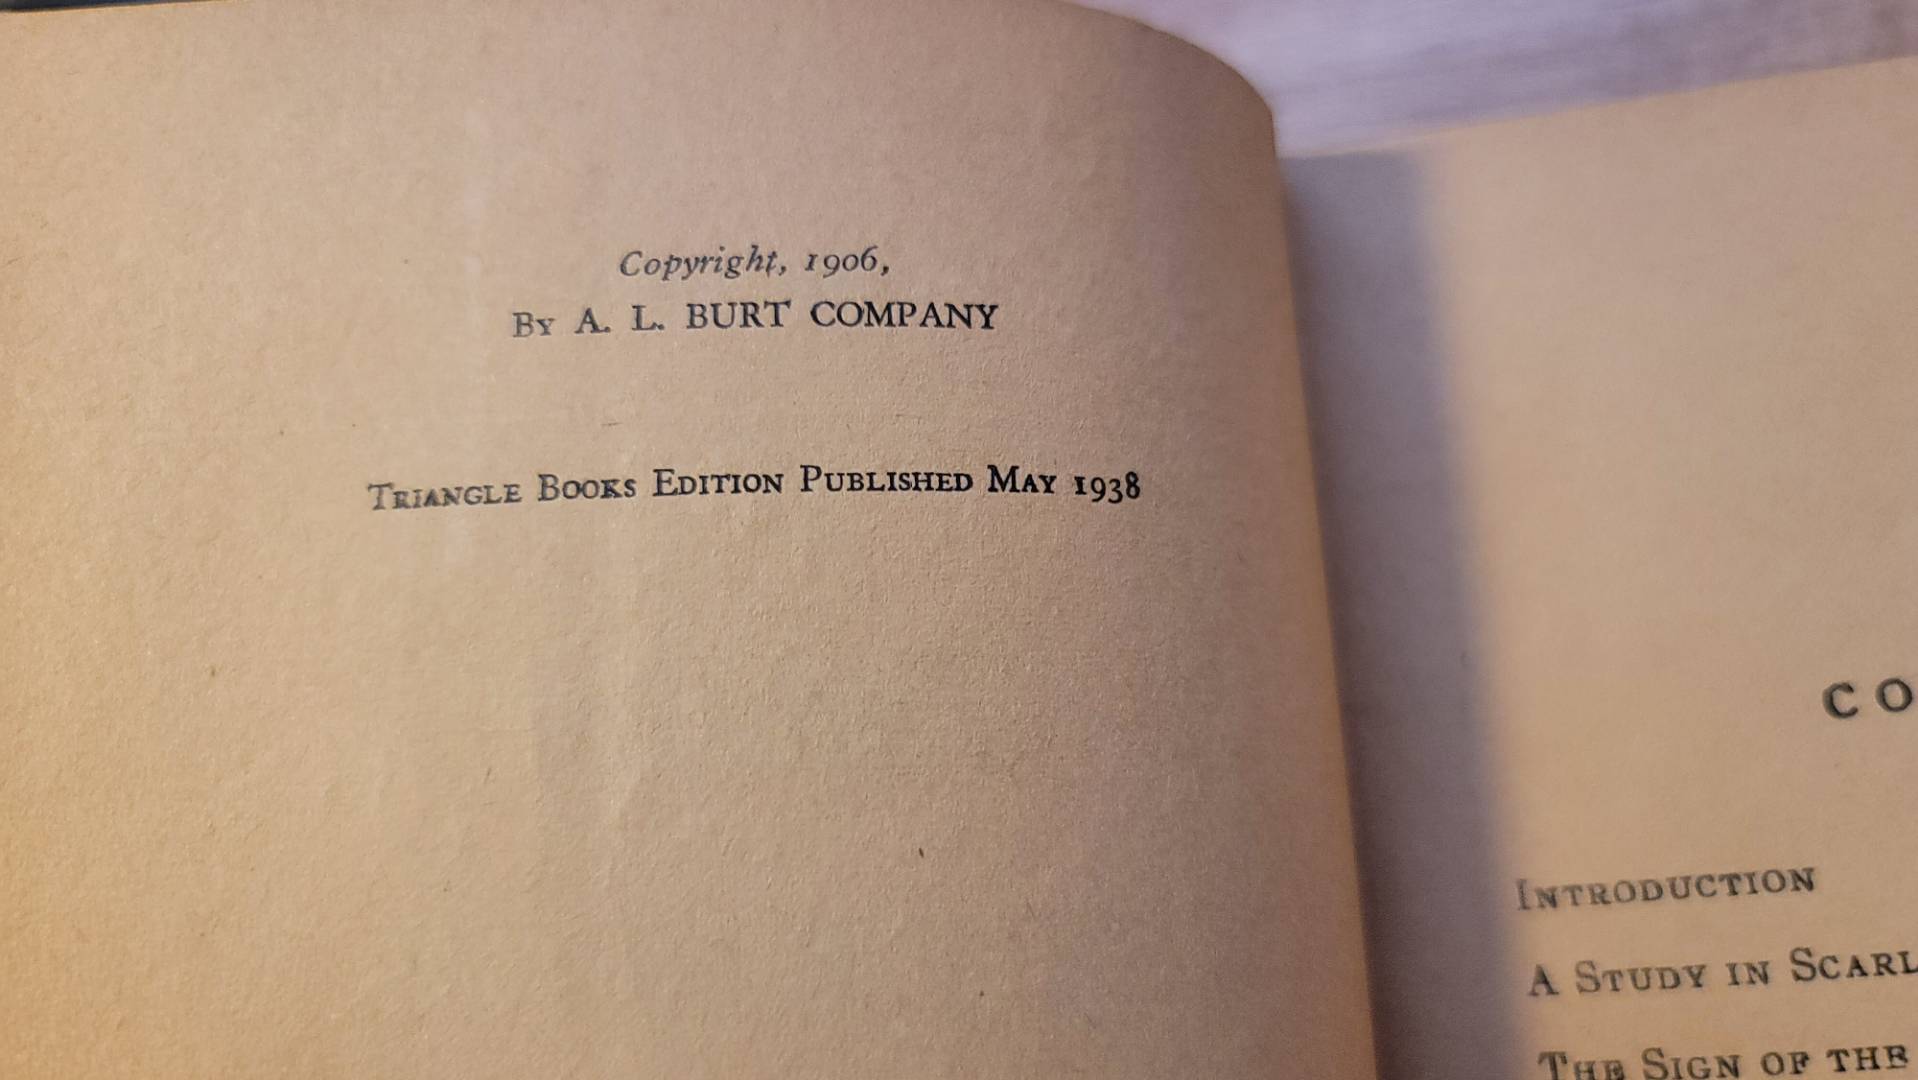 Copyright, 1906,
By A. L. BURT COMPANY
Triangle Books Edition Published May 1938
CO
Introduction
A Study in Scarl
The Sign of the